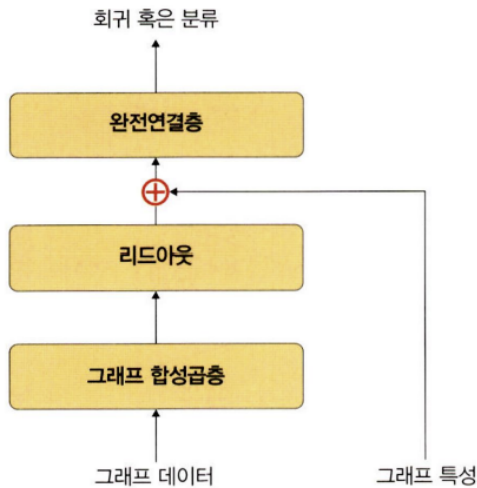 회귀 혹은 분류
완전연결층
리드아웃
그래프 합성곱층
그래프 데이터
그래프 특성